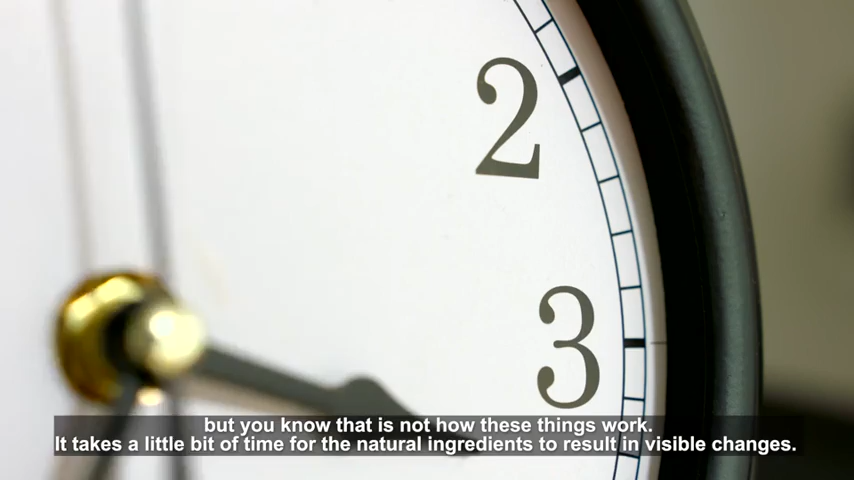 2
3
but you know that is not how these things work.
It takes a little bit of time for the natural ingredients to result in visible changes.